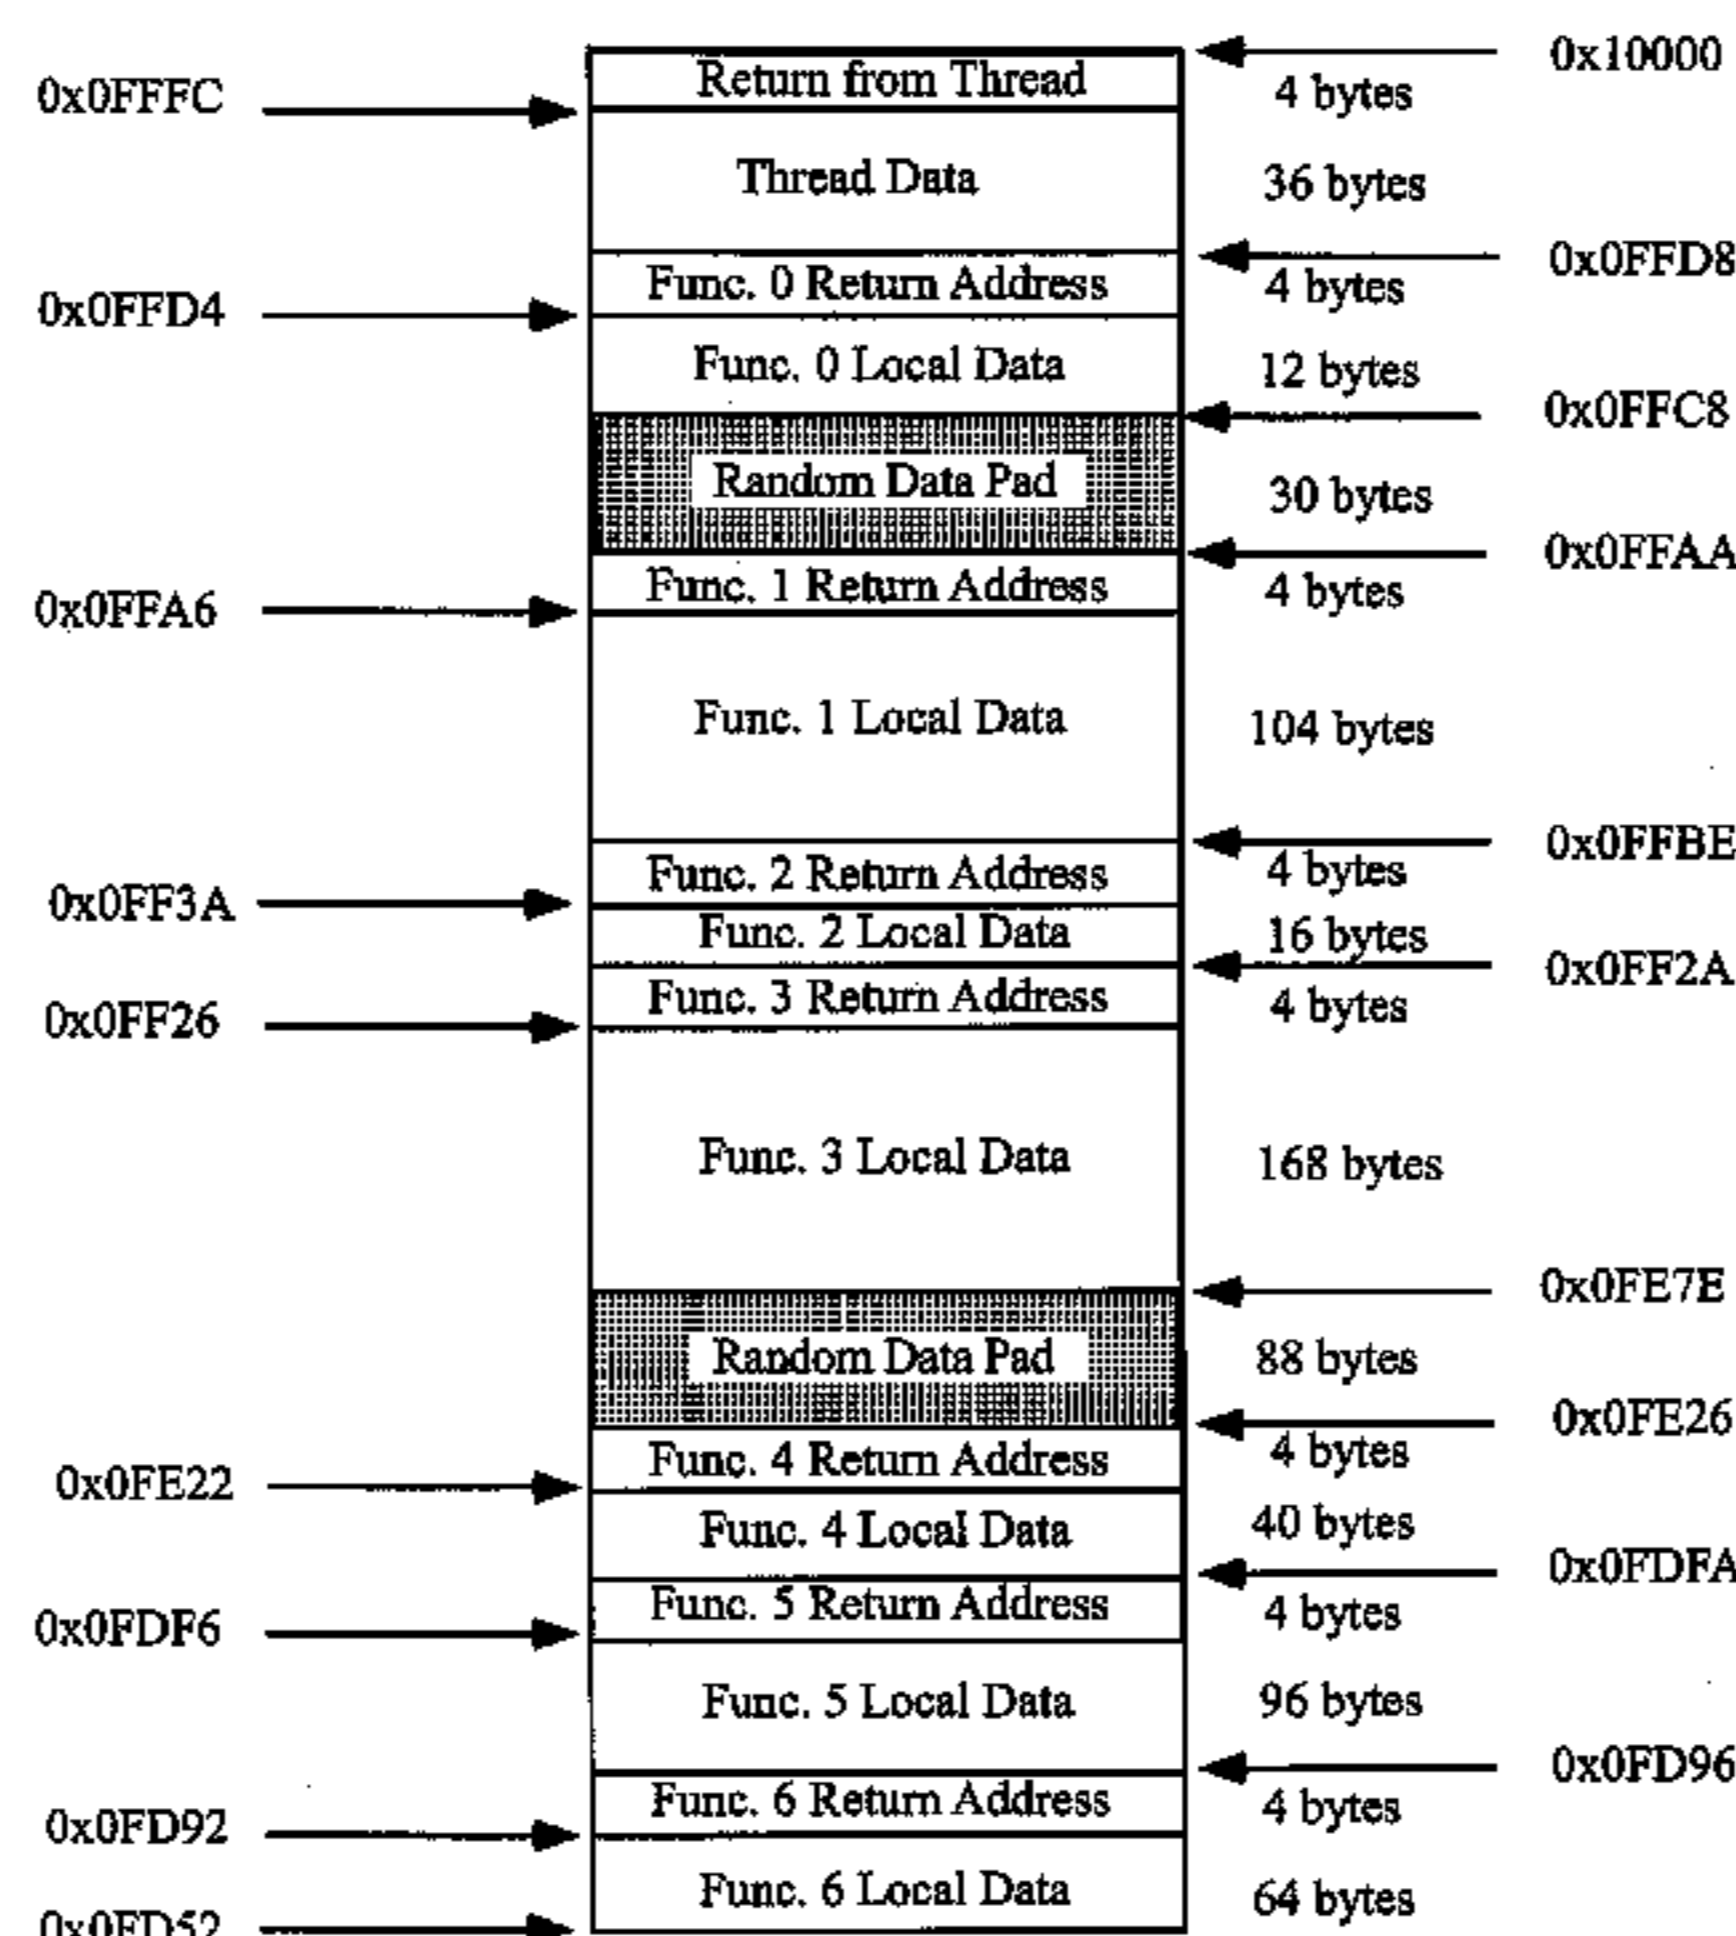 0x10000
Return from Thread
4 bytes
0x0FFFC
Thread Data
36 bytes
0x0FFD8
Func. 0 Return Address
4 bytes
0x0FFD4
Func. 0 Local Data
12 bytes
0x0FFC8
Random Data Pad
30 bytes
0x0FFAA
Func. 1 Return Address
4 bytes
0x0FFA6
Func. 1 Local Data
104 bytes
0x0FFBE
Func. 2 Return Address
4 bytes
0x0FF3A
Func. 2 Local Data
16 bytes
0x0FF2A
Func. 3 Return Address
4 bytes
0x0FF26
Func. 3 Local Data
168 bytes
0x0FE7E
Random Data Pad
88 bytes
0x0FE26
Func. 4 Return Address
4 bytes
0x0FE22
Func. 4 Local Data
40 bytes
0x0FDFA
Func. 5 Return Address
4 bytes
0x0FDF6
Func. 5 Local Data
96 bytes
0x0FD96
Func. 6 Return Address
4 bytes
0x0FD92
Func. 6 Local Data
64 bytes
0x0FD52